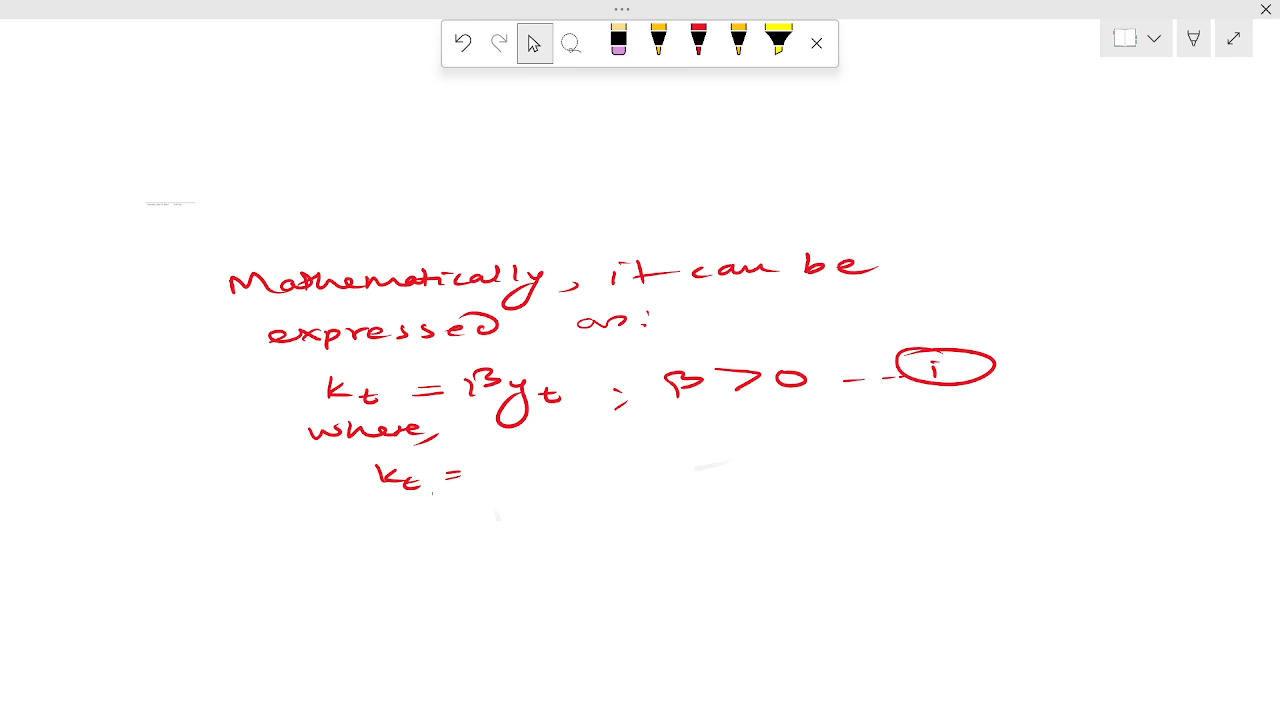 Mathematically, it can be
expressed as:
Kt = βyt ; β > 0 --- i
where,
Kt =